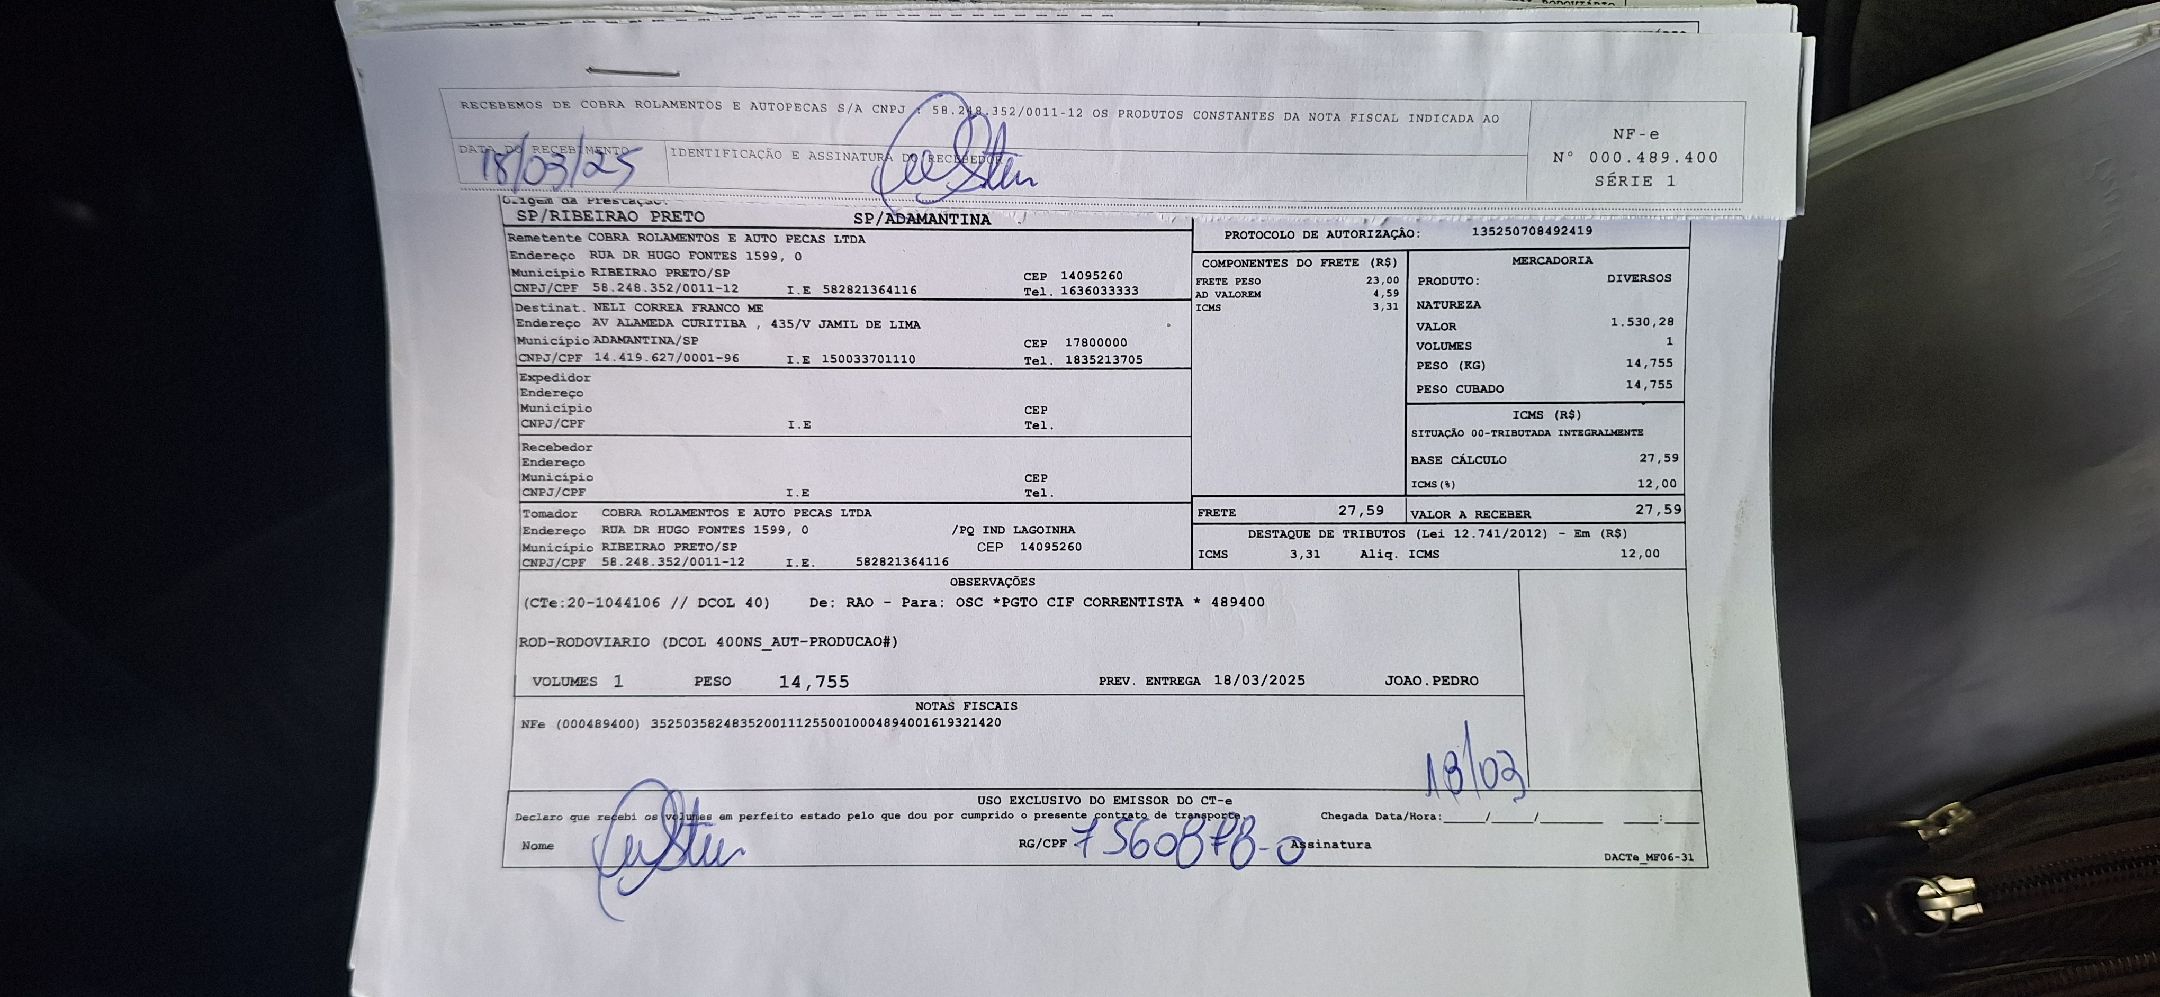 RECEBEMOS DE COBRA ROLAMENTOS E AUTOPECAS S/A CNPJ : 58.248.352/0011-12 OS PRODUTOS CONSTANTES DA NOTA FISCAL INDICADA AO
DATA DO RECEBIMENTO
18/03/25
IDENTIFICAÇÃO E ASSINATURA DO RECEBEDOR
NF-e
N° 000.489.400
SÉRIE 1
Origem da Prestação:
SP/RIBEIRAO PRETO SP/ADAMANTINA
Remetente COBRA ROLAMENTOS E AUTO PECAS LTDA
Endereço RUA DR HUGO FONTES 1599, 0
Município RIBEIRAO PRETO/SP CEP 14095260
CNPJ/CPF 58.248.352/0011-12 I.E 582821364116 Tel. 1636033333
Destinat. NELI CORREA FRANCO ME
Endereço AV ALAMEDA CURITIBA , 435/V JAMIL DE LIMA
Município ADAMANTINA/SP CEP 17800000
CNPJ/CPF 14.419.627/0001-96 I.E 150033701110 Tel. 1835213705
Expedidor
Endereço
Município CEP
CNPJ/CPF I.E Tel.
Recebedor
Endereço
Município CEP
CNPJ/CPF I.E Tel.
Tomador COBRA ROLAMENTOS E AUTO PECAS LTDA
Endereço RUA DR HUGO FONTES 1599, 0 /PQ IND LAGOINHA
Município RIBEIRAO PRETO/SP CEP 14095260
CNPJ/CPF 58.248.352/0011-12 I.E. 582821364116
PROTOCOLO DE AUTORIZAÇÃO: 135250708492419
COMPONENTES DO FRETE (R$)
FRETE PESO 23,00
AD VALOREM 4,59
ICMS 3,31
MERCADORIA
PRODUTO: DIVERSOS
NATUREZA
VALOR 1.530,28
VOLUMES 1
PESO (KG) 14,755
PESO CUBADO 14,755
ICMS (R$)
SITUAÇÃO 00-TRIBUTADA INTEGRALMENTE
BASE CÁLCULO 27,59
ICMS(%) 12,00
FRETE 27,59 VALOR A RECEBER 27,59
DESTAQUE DE TRIBUTOS (Lei 12.741/2012) - Em (R$)
ICMS 3,31 Aliq. ICMS 12,00
OBSERVAÇÕES
(CTe:20-1044106 // DCOL 40) De: RAO - Para: OSC *PGTO CIF CORRENTISTA * 489400
ROD-RODOVIARIO (DCOL 400NS_AUT-PRODUCAO#)
VOLUMES 1 PESO 14,755 PREV. ENTREGA 18/03/2025 JOAO.PEDRO
NOTAS FISCAIS
NFe (000489400) 35250358248352001112550010004894001619321420
18/03
USO EXCLUSIVO DO EMISSOR DO CT-e
Declaro que recebi os volumes em perfeito estado pelo que dou por cumprido o presente contrato de transporte Chegada Data/Hora:____/____/_______ ____:____
Nome RG/CPF Assinatura
DACTe_MF06-31